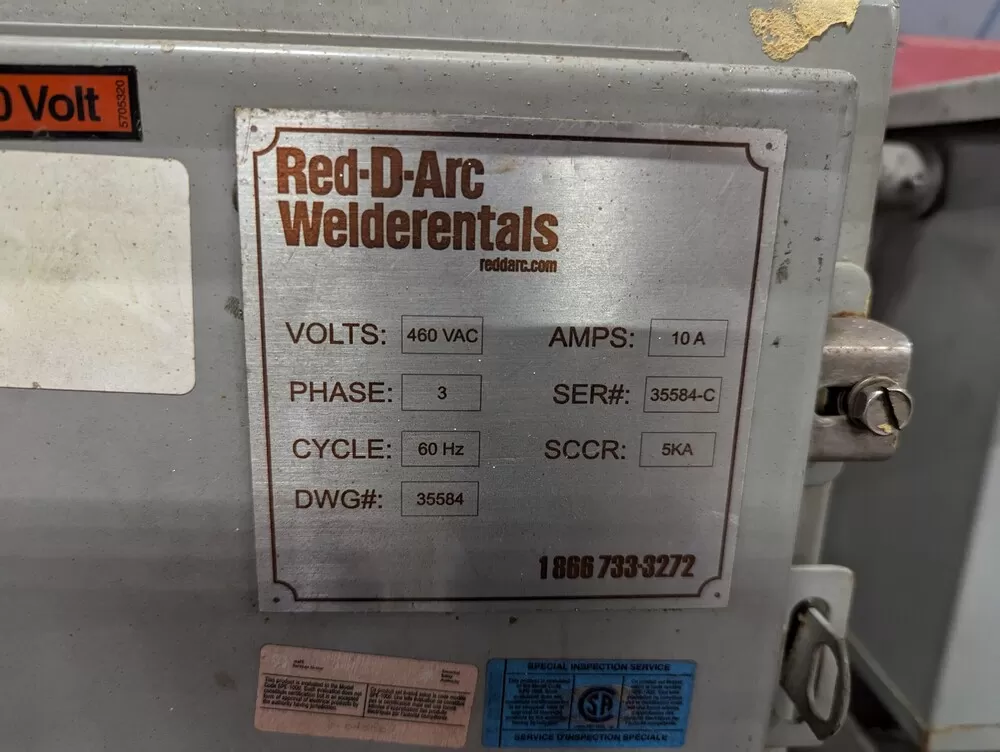 0 Volt
5705320
Red-D-Arc
Welderentals.
reddarc.com
VOLTS: 460 VAC AMPS: 10 A
PHASE: 3 SER#: 35584-C
CYCLE: 60 Hz SCCR: 5KA
DWG#: 35584
1 866 733-3272
SPECIAL INSPECTION SERVICE
SERVICE D'INSPECTION SPECIALE